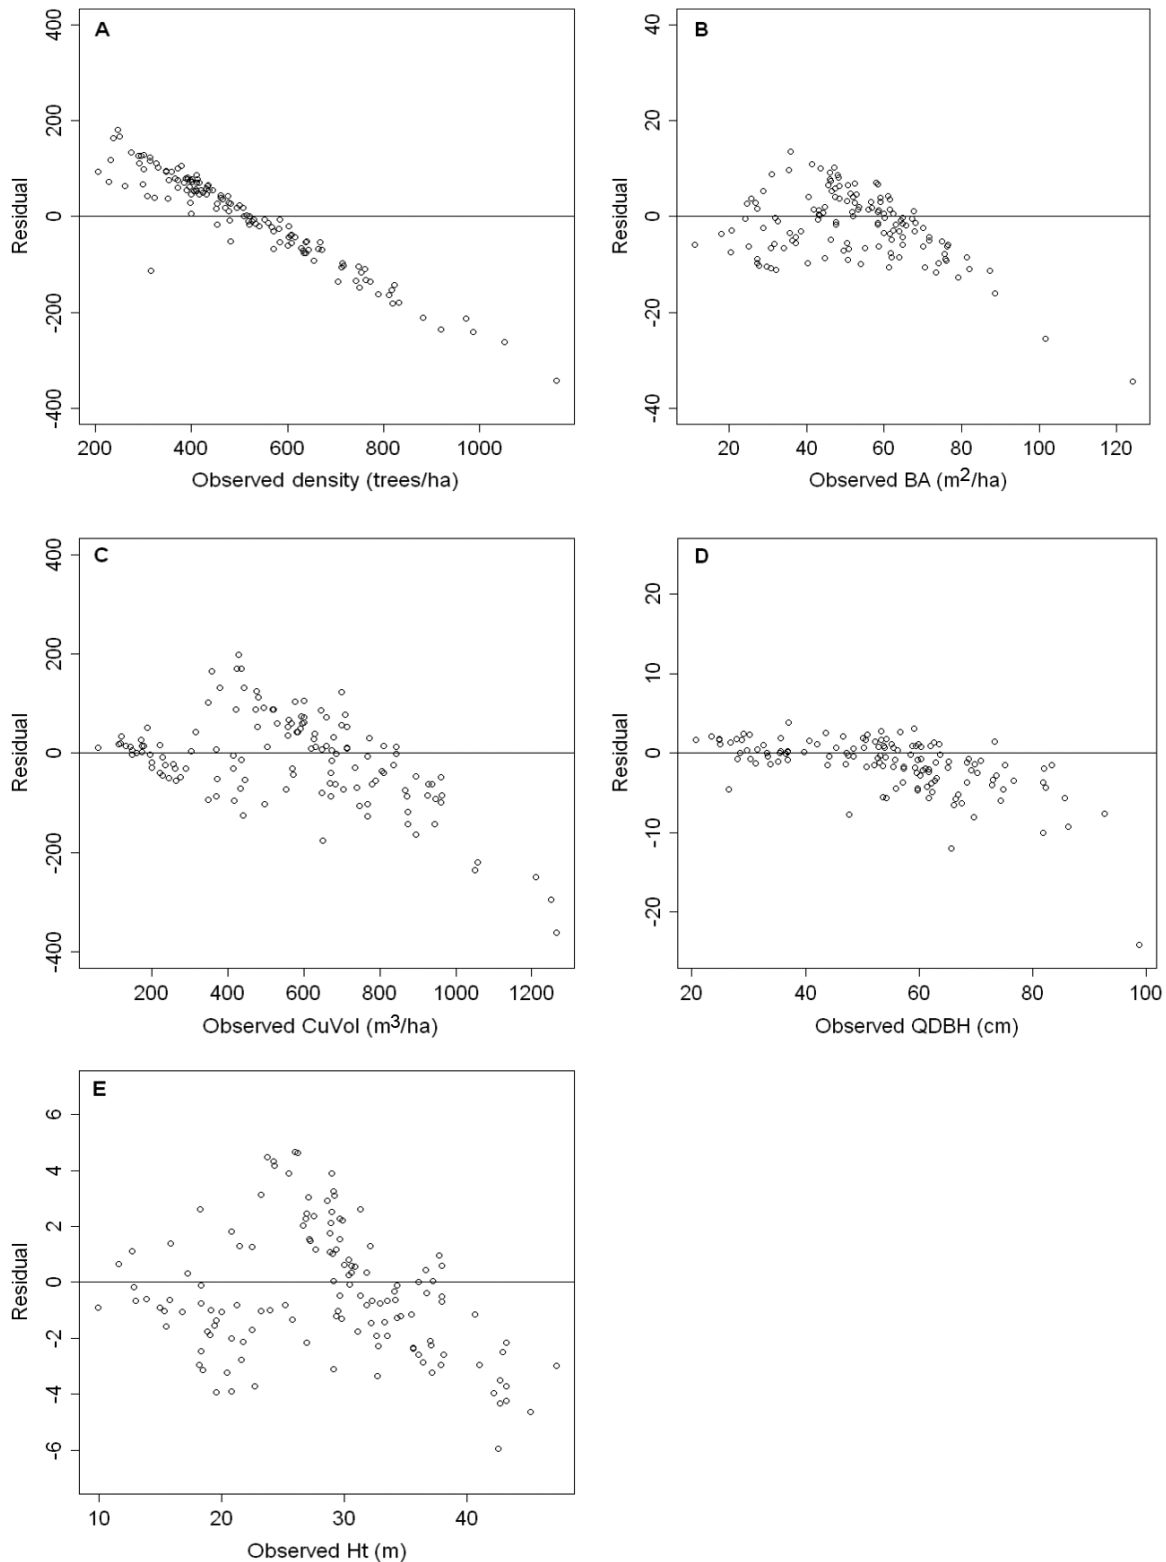 A
400
200
0
-200
-400
Residual
200 400 600 800 1000
Observed density (trees/ha)
B
40
20
0
-20
-40
Residual
20 40 60 80 100 120
Observed BA (m²/ha)
C
400
200
0
-200
-400
Residual
200 400 600 800 1000 1200
Observed CuVol (m³/ha)
D
20
10
0
-10
-20
Residual
20 40 60 80 100
Observed QDBH (cm)
E
6
4
2
0
-2
-4
-6
Residual
10 20 30 40
Observed Ht (m)